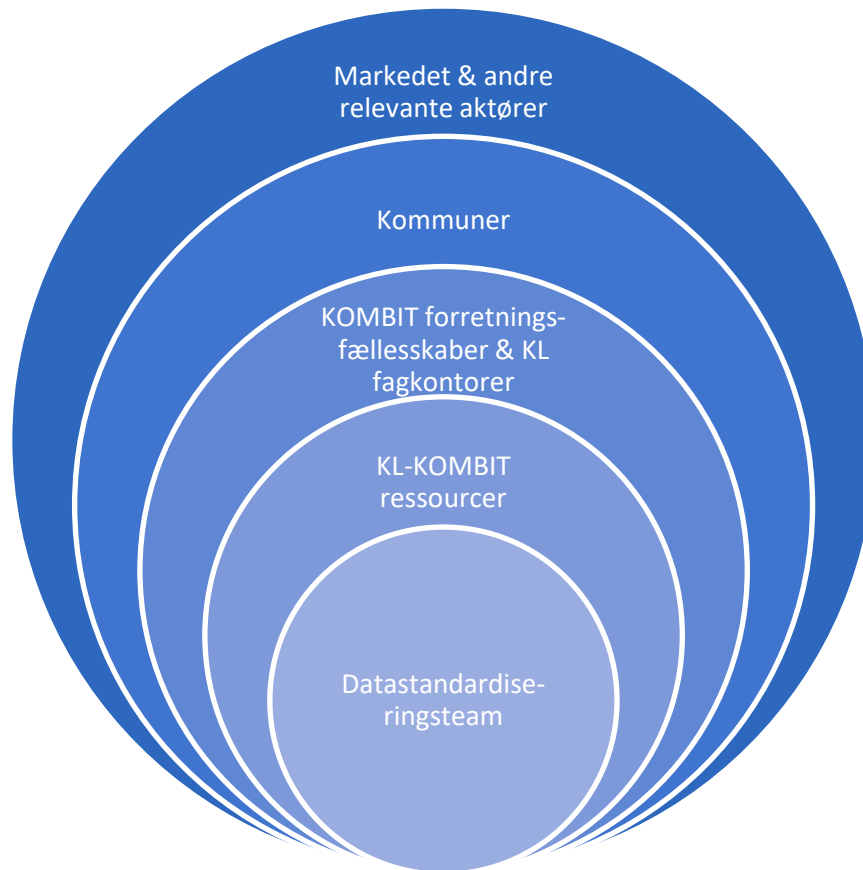 Markedet & andre
relevante aktører
Kommuner
KOMBIT forretnings-
fællesskaber & KL
fagkontorer
KL-KOMBIT
ressourcer
Datastandardise-
ringsteam